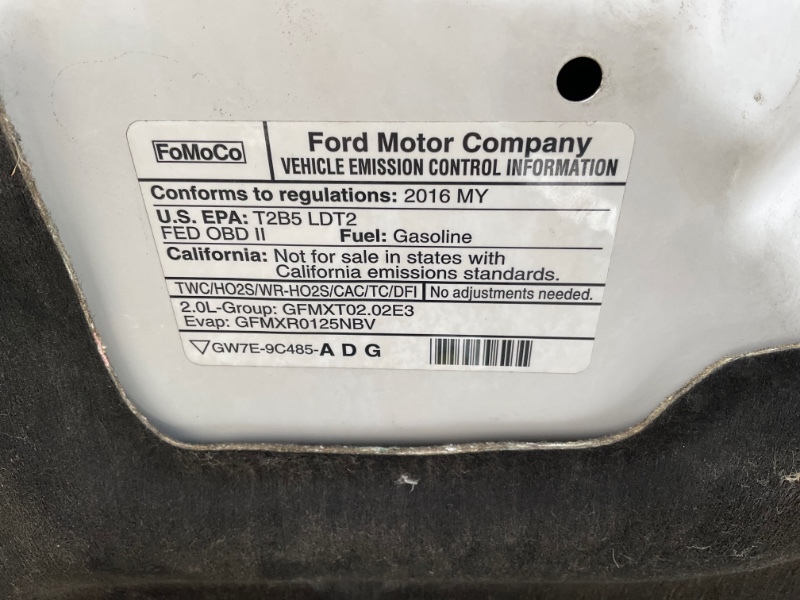 FoMoCo
Ford Motor Company
VEHICLE EMISSION CONTROL INFORMATION
Conforms to regulations: 2016 MY
U.S. EPA: T2B5 LDT2
FED OBD II Fuel: Gasoline
California: Not for sale in states with
California emissions standards.
TWC/HO2S/WR-HO2S/CAC/TC/DFI No adjustments needed.
2.0L-Group: GFMXT02.02E3
Evap: GFMXR0125NBV
▽GW7E-9C485-A D G